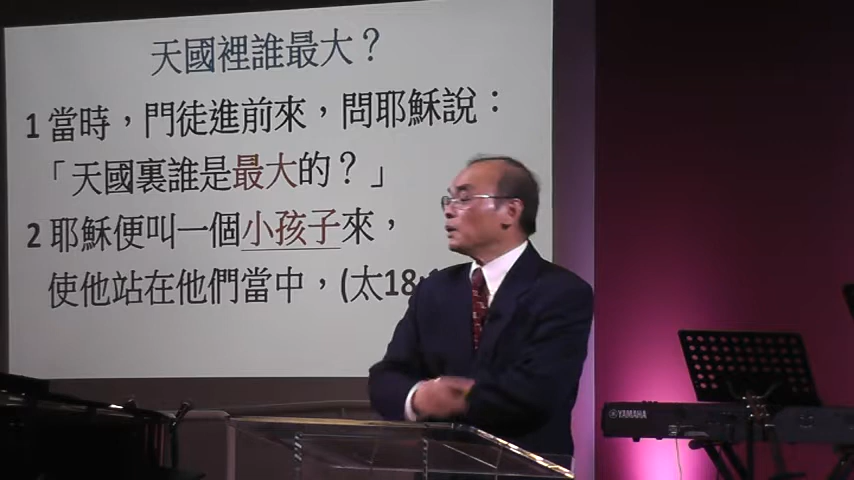 天國裡誰最大？
1 當時，門徒進前來，問耶穌說：
「天國裏誰是最大的？」
2 耶穌便叫一個小孩子來，
使他站在他們當中，(太18:
YAMAHA